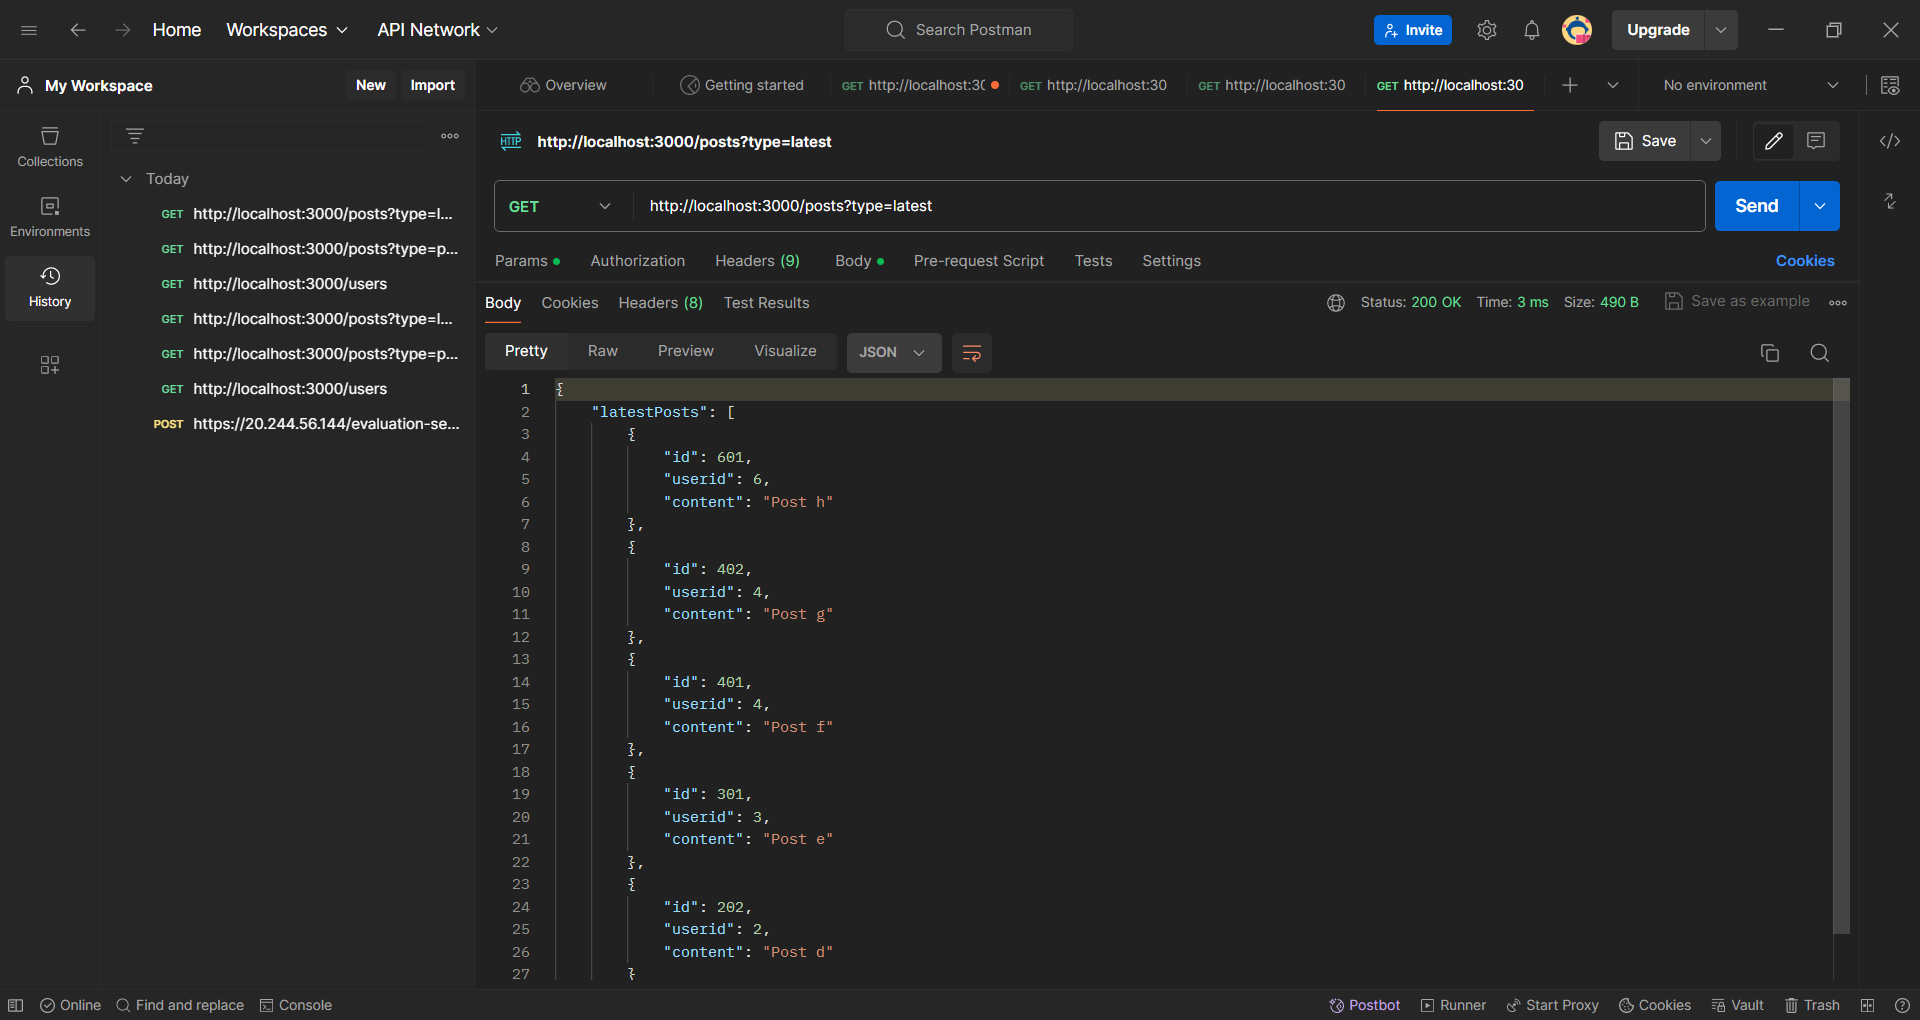 Home Workspaces API Network Search Postman Invite Upgrade
My Workspace New Import Overview Getting started GET http://localhost:30 GET http://localhost:30 GET http://localhost:30 GET http://localhost:30 No environment
Collections
Environments
History
Today
GET http://localhost:3000/posts?type=l...
GET http://localhost:3000/posts?type=p...
GET http://localhost:3000/users
GET http://localhost:3000/posts?type=l...
GET http://localhost:3000/posts?type=p...
GET http://localhost:3000/users
POST https://20.244.56.144/evaluation-se...
HTTP http://localhost:3000/posts?type=latest Save
GET http://localhost:3000/posts?type=latest Send
Params Authorization Headers (9) Body Pre-request Script Tests Settings Cookies
Body Cookies Headers (8) Test Results Status: 200 OK Time: 3 ms Size: 490 B Save as example
Pretty Raw Preview Visualize JSON
1 {
2 "latestPosts": [
3 {
4 "id": 601,
5 "userid": 6,
6 "content": "Post h"
7 },
8 {
9 "id": 402,
10 "userid": 4,
11 "content": "Post g"
12 },
13 {
14 "id": 401,
15 "userid": 4,
16 "content": "Post f"
17 },
18 {
19 "id": 301,
20 "userid": 3,
21 "content": "Post e"
22 },
23 {
24 "id": 202,
25 "userid": 2,
26 "content": "Post d"
27 }
Online Find and replace Console Postbot Runner Start Proxy Cookies Vault Trash